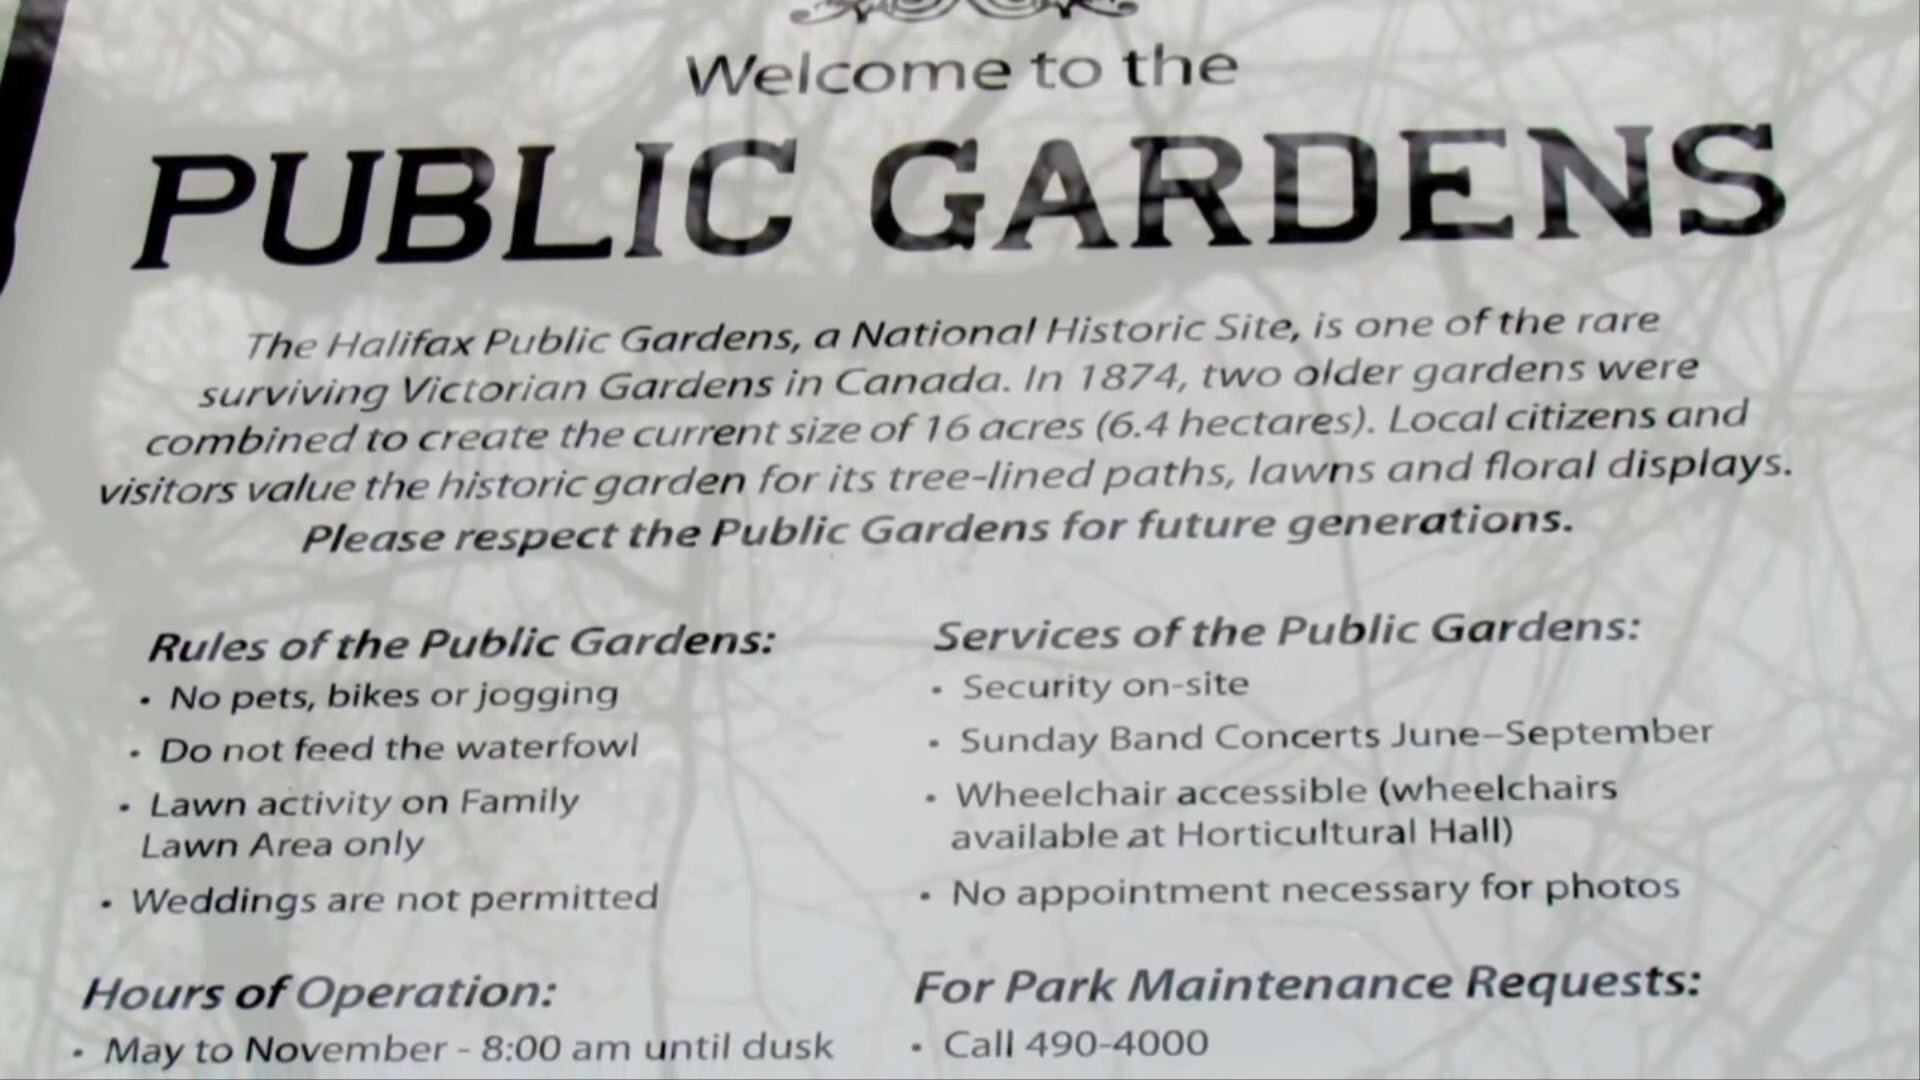 Welcome to the
PUBLIC GARDENS
The Halifax Public Gardens, a National Historic Site, is one of the rare
surviving Victorian Gardens in Canada. In 1874, two older gardens were
combined to create the current size of 16 acres (6.4 hectares). Local citizens and
visitors value the historic garden for its tree-lined paths, lawns and floral displays.
Please respect the Public Gardens for future generations.
Rules of the Public Gardens:
• No pets, bikes or jogging
• Do not feed the waterfowl
• Lawn activity on Family
Lawn Area only
• Weddings are not permitted
Hours of Operation:
• May to November - 8:00 am until dusk
Services of the Public Gardens:
• Security on-site
• Sunday Band Concerts June–September
• Wheelchair accessible (wheelchairs
available at Horticultural Hall)
• No appointment necessary for photos
For Park Maintenance Requests:
• Call 490-4000